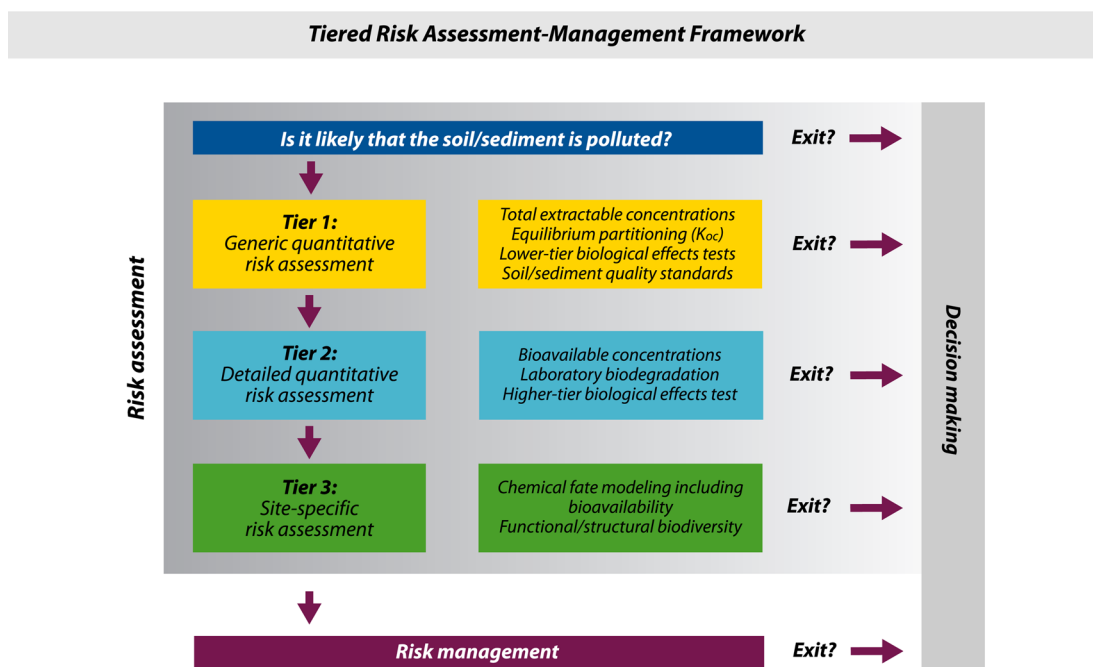 Tiered Risk Assessment-Management Framework
Is it likely that the soil/sediment is polluted?
Exit?
Risk assessment
Tier 1:
Generic quantitative
risk assessment
Total extractable concentrations
Equilibrium partitioning (Koc)
Lower-tier biological effects tests
Soil/sediment quality standards
Exit?
Tier 2:
Detailed quantitative
risk assessment
Bioavailable concentrations
Laboratory biodegradation
Higher-tier biological effects test
Exit?
Tier 3:
Site-specific
risk assessment
Chemical fate modeling including
bioavailability
Functional/structural biodiversity
Exit?
Decision making
Risk management
Exit?